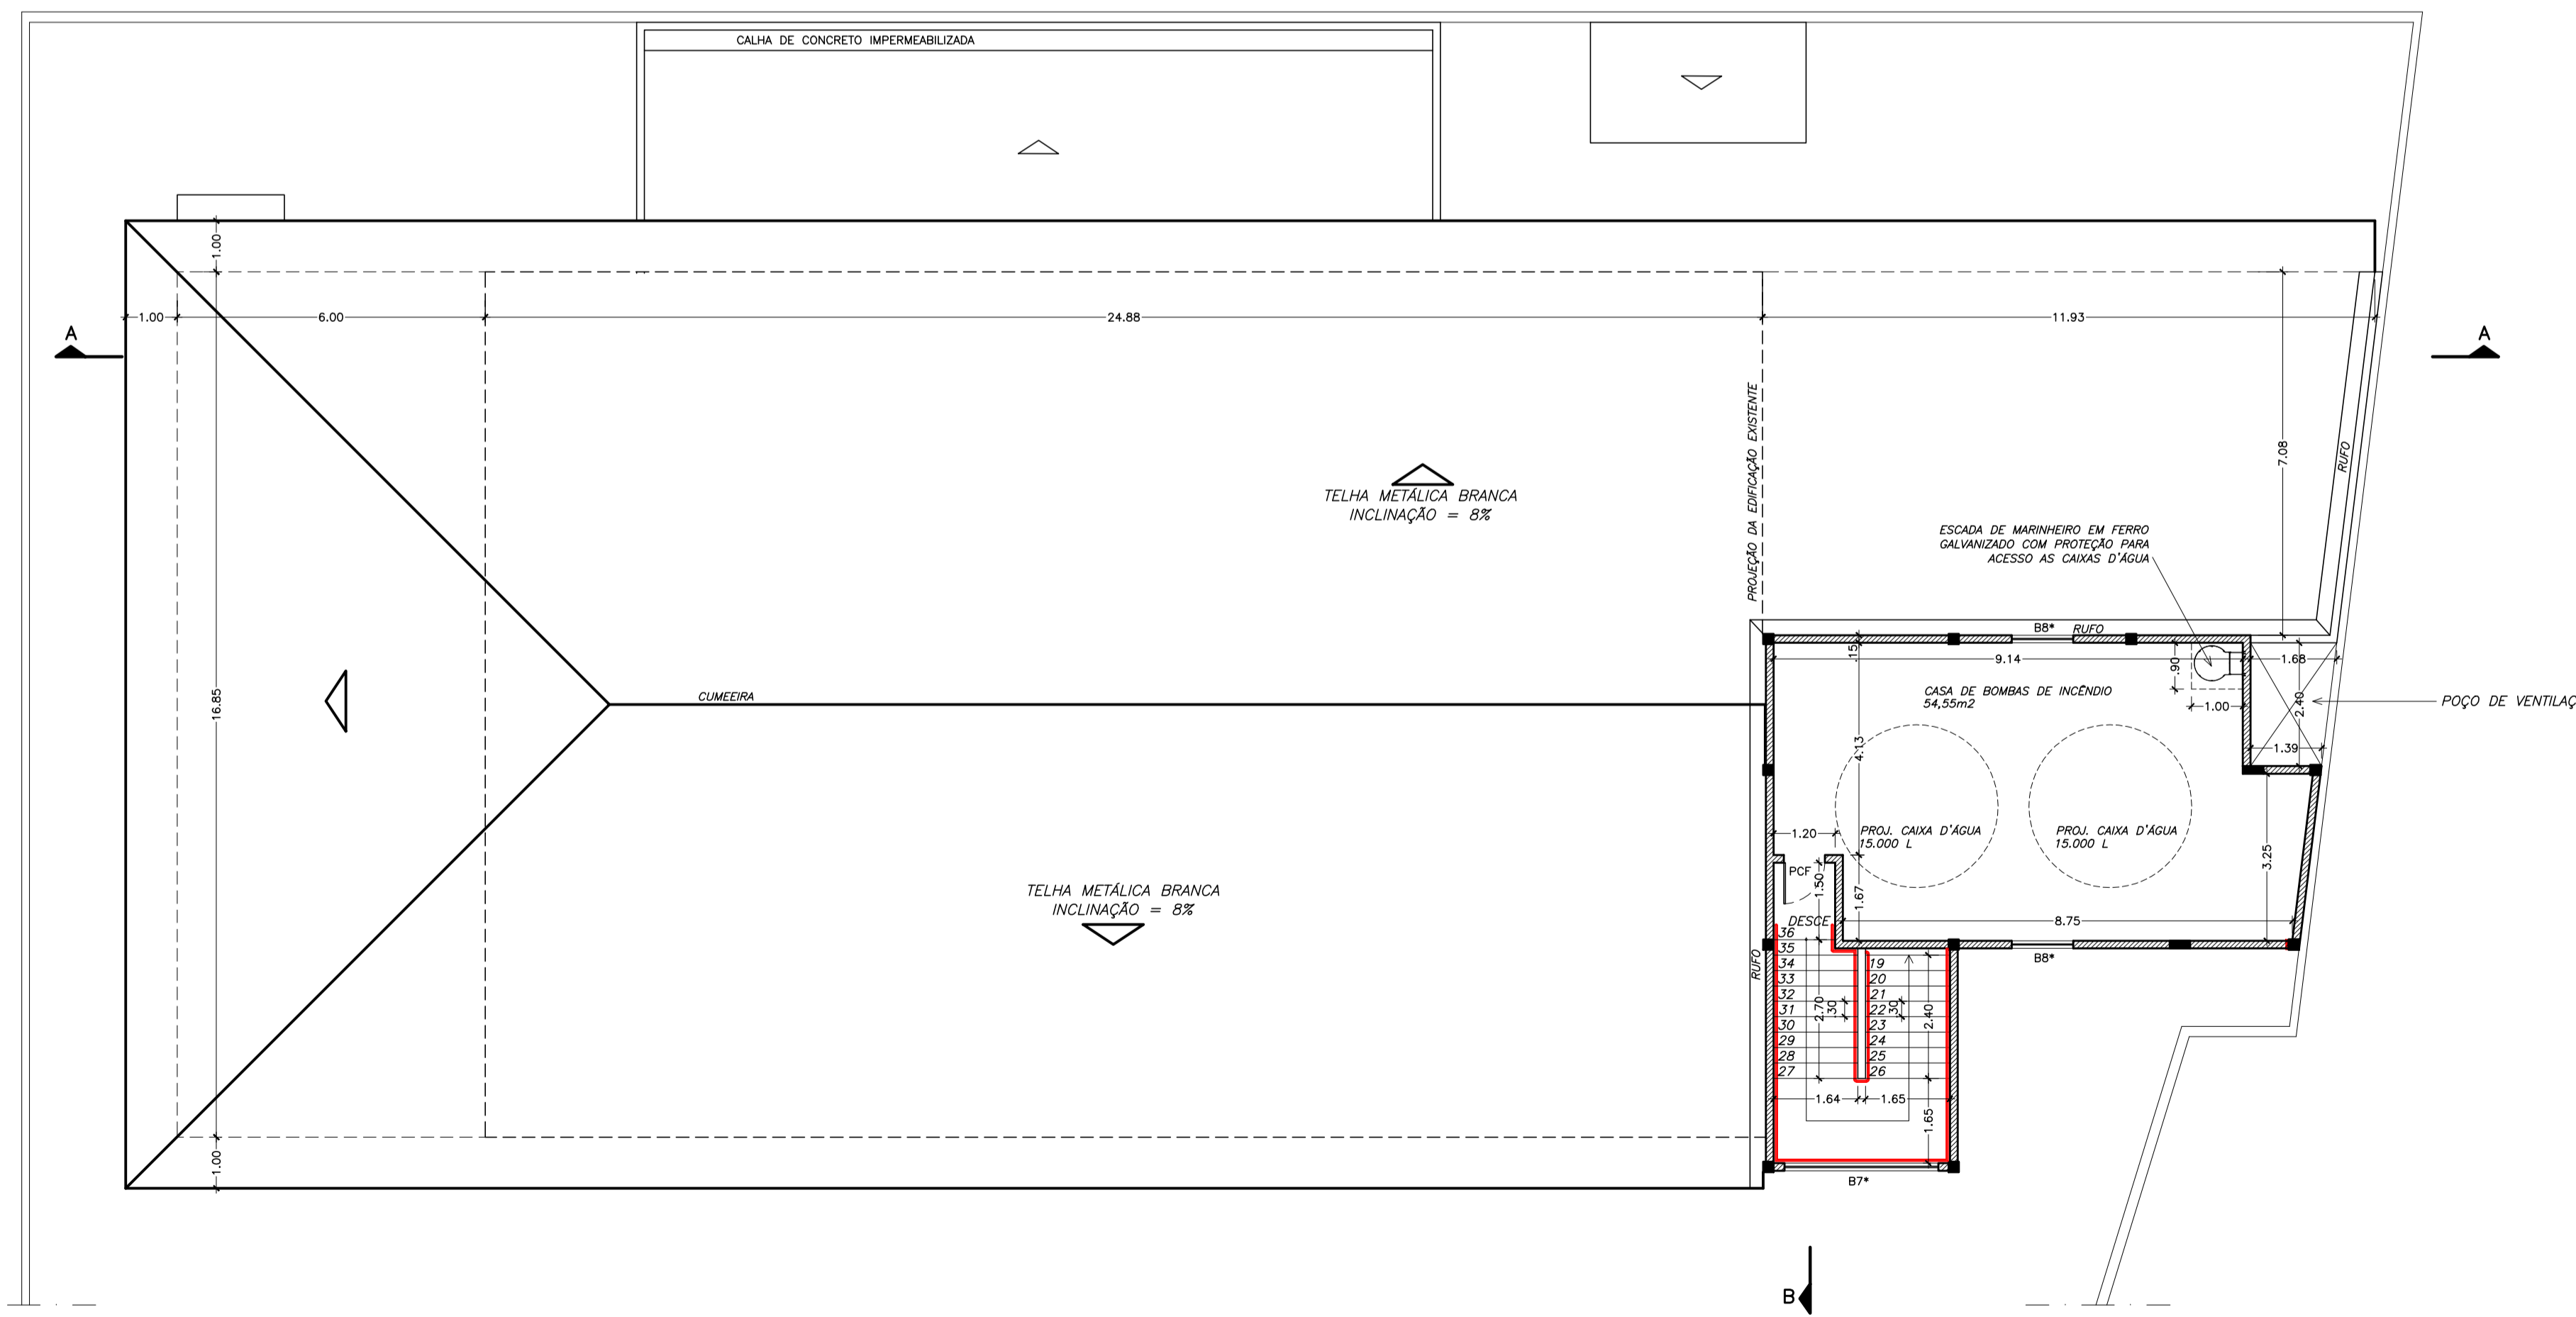 CALHA DE CONCRETO IMPERMEABILIZADA
1.00
1.00
6.00
24.88
11.93
A
A
PROJEÇÃO DA EDIFICAÇÃO EXISTENTE
7.08
RUFO
TELHA METÁLICA BRANCA
INCLINAÇÃO = 8%
ESCADA DE MARINHEIRO EM FERRO
GALVANIZADO COM PROTEÇÃO PARA
ACESSO AS CAIXAS D'ÁGUA
B8*
RUFO
.15
9.14
.90
1.68
16.85
CUMEEIRA
CASA DE BOMBAS DE INCÊNDIO
54,55m2
1.00
2.40
POÇO DE VENTILAÇ
4.13
1.39
1.20
PROJ. CAIXA D'ÁGUA
15.000 L
PROJ. CAIXA D'ÁGUA
15.000 L
3.25
PCF
1.50
1.67
TELHA METÁLICA BRANCA
INCLINAÇÃO = 8%
DESCE
8.75
36
35
34
33
32
31
30
29
28
27
19
20
21
22
23
24
25
26
RUFO
B8*
2.70
.30
.30
2.40
1.64
1.65
1.65
1.00
B7*
B